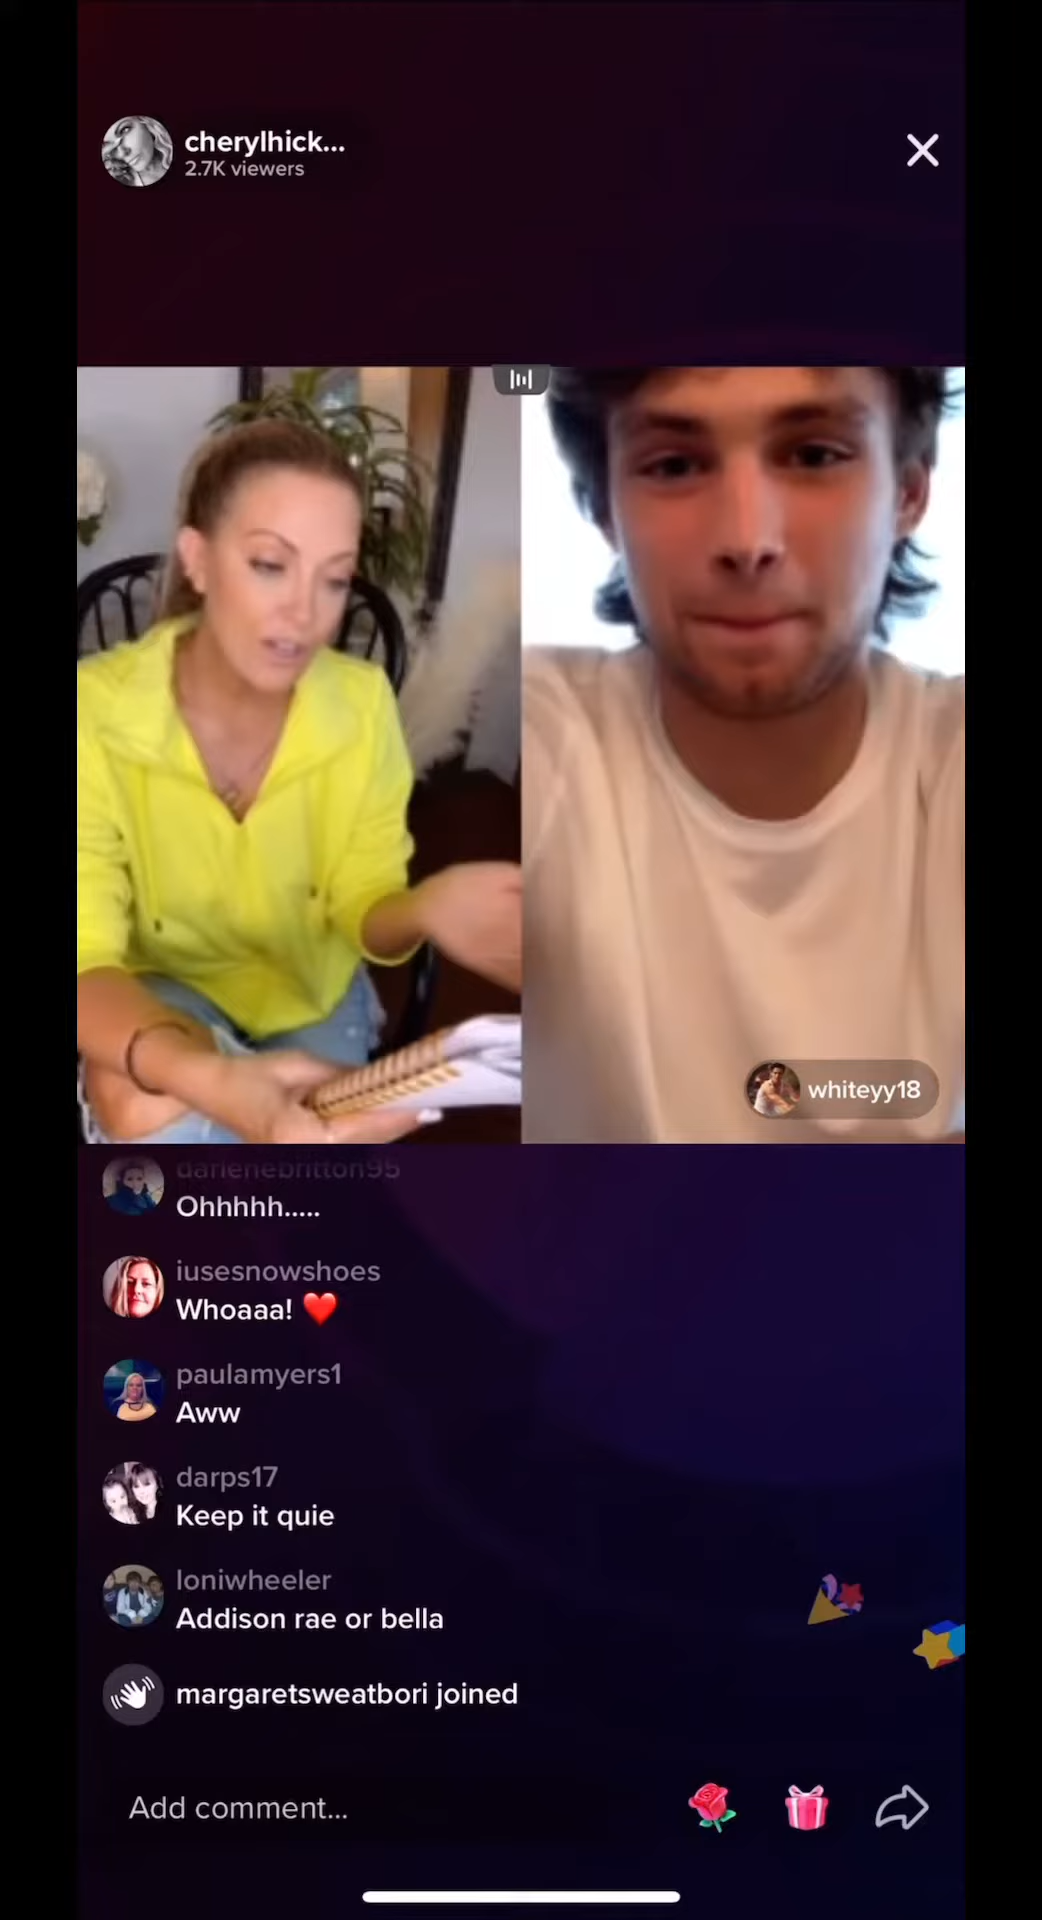 cherylhick...
2.7K viewers
whiteyy18
darlenebritton95
Ohhhhh.....
iusesnowshoes
Whoaaa! ❤️
paulamyers1
Aww
darps17
Keep it quie
loniwheeler
Addison rae or bella
margaretsweatbori joined
Add comment...